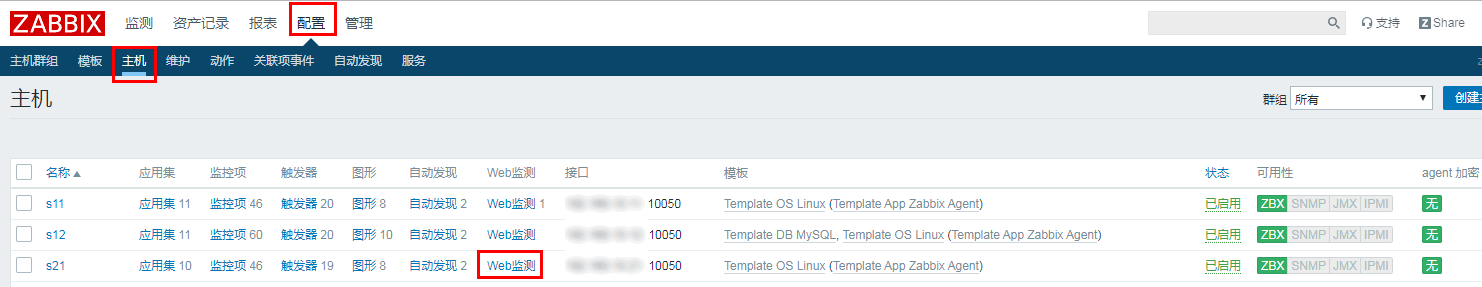 ZABBIX 监测 资产记录 报表 配置 管理 支持 Z Share
主机群组 模板 主机 维护 动作 关联项事件 自动发现 服务
主机 群组 所有
名称 应用集 监控项 触发器 图形 自动发现 Web监测 接口 模板 状态 可用性 agent 加密
s11 应用集 11 监控项 46 触发器 20 图形 8 自动发现 2 Web监测 1 10050 Template OS Linux (Template App Zabbix Agent) 已启用 ZBX SNMP JMX IPMI 无
s12 应用集 11 监控项 60 触发器 20 图形 10 自动发现 2 Web监测 10050 Template DB MySQL, Template OS Linux (Template App Zabbix Agent) 已启用 ZBX SNMP JMX IPMI 无
s21 应用集 10 监控项 46 触发器 19 图形 8 自动发现 2 Web监测 10050 Template OS Linux (Template App Zabbix Agent) 已启用 ZBX SNMP JMX IPMI 无